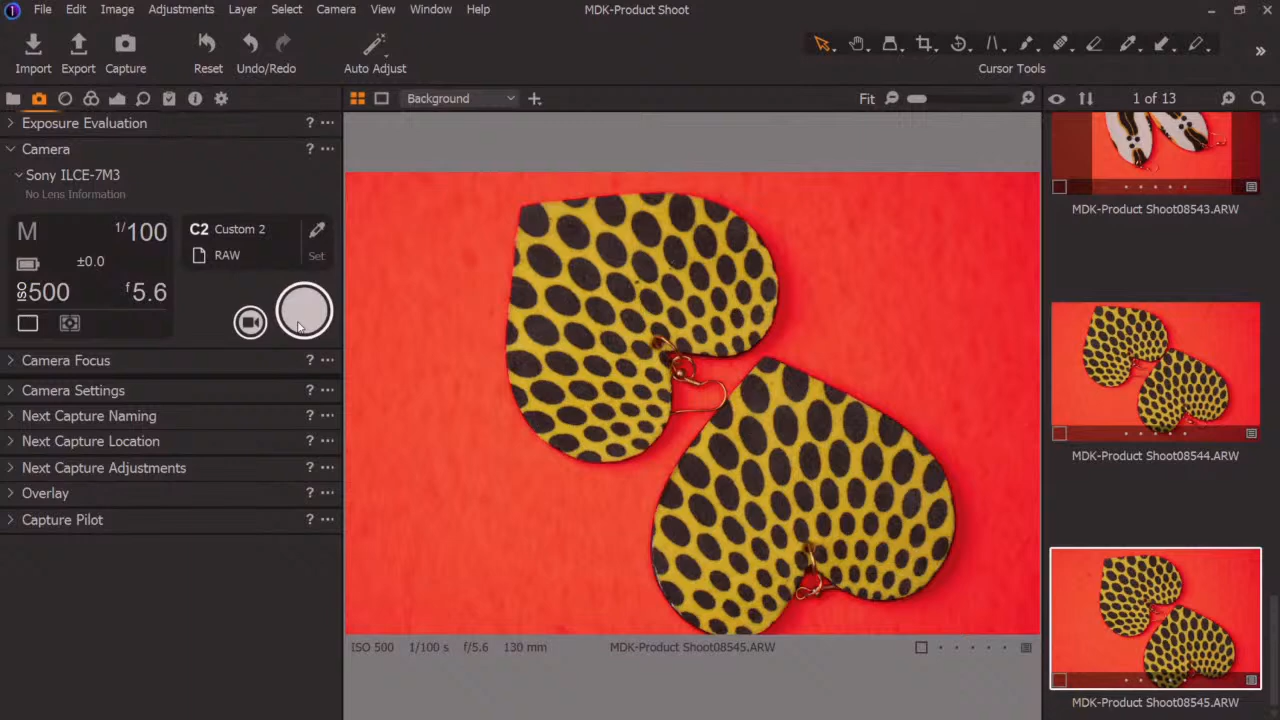 File Edit Image Adjustments Layer Select Camera View Window Help MDK-Product Shoot
Import Export Capture Reset Undo/Redo Auto Adjust Cursor Tools
Background Fit 1 of 13
Exposure Evaluation ?
Camera ?
Sony ILCE-7M3
No Lens Information
M 1/100 C2 Custom 2
±0.0 RAW Set
ISO 500 f 5.6
Camera Focus ?
Camera Settings ?
Next Capture Naming ?
Next Capture Location ?
Next Capture Adjustments ?
Overlay ?
Capture Pilot ?
ISO 500 1/100 s f/5.6 130 mm MDK-Product Shoot08545.ARW
MDK-Product Shoot08543.ARW
MDK-Product Shoot08544.ARW
MDK-Product Shoot08545.ARW